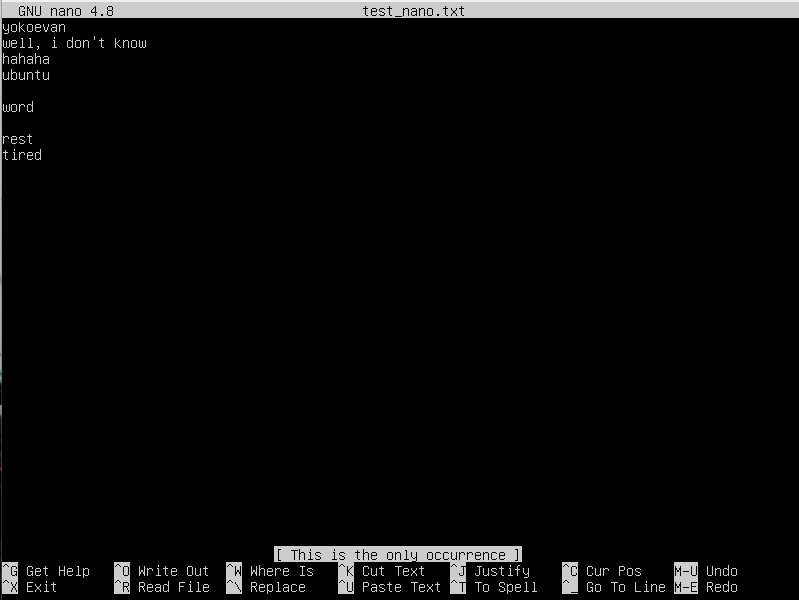 GNU nano 4.8 test_nano.txt
yokoevan
well, i don't know
hahaha
ubuntu
word
rest
tired
[ This is the only occurrence ]
^G Get Help ^O Write Out ^W Where Is ^K Cut Text ^J Justify ^C Cur Pos M-U Undo
^X Exit ^R Read File ^\ Replace ^U Paste Text ^T To Spell ^_ Go To Line M-E Redo